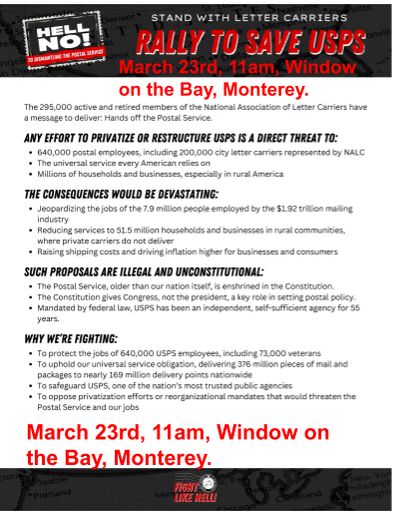 STAND WITH LETTER CARRIERS
HELL
NO!
TO DISMANTLING THE POSTAL SERVICE
RALLY TO SAVE USPS
March 23rd, 11am, Window
on the Bay, Monterey.
The 295,000 active and retired members of the National Association of Letter Carriers have
a message to deliver: Hands off the Postal Service.
ANY EFFORT TO PRIVATIZE OR RESTRUCTURE USPS IS A DIRECT THREAT TO:
• 640,000 postal employees, including 200,000 city letter carriers represented by NALC
• The universal service every American relies on
• Millions of households and businesses, especially in rural America
THE CONSEQUENCES WOULD BE DEVASTATING:
• Jeopardizing the jobs of the 7.9 million people employed by the $1.92 trillion mailing
industry
• Reducing services to 51.5 million households and businesses in rural communities,
where private carriers do not deliver
• Raising shipping costs and driving inflation higher for businesses and consumers
SUCH PROPOSALS ARE ILLEGAL AND UNCONSTITUTIONAL:
• The Postal Service, older than our nation itself, is enshrined in the Constitution.
• The Constitution gives Congress, not the president, a key role in setting postal policy.
• Mandated by federal law, USPS has been an independent, self-sufficient agency for 55
years.
WHY WE'RE FIGHTING:
• To protect the jobs of 640,000 USPS employees, including 73,000 veterans
• To uphold our universal service obligation, delivering 376 million pieces of mail and
packages to nearly 169 million delivery points nationwide
• To safeguard USPS, one of the nation's most trusted public agencies
• To oppose privatization efforts or reorganizational mandates that would threaten the
Postal Service and our jobs
March 23rd, 11am, Window on
the Bay, Monterey.
FIGHT
LIKE HELL!